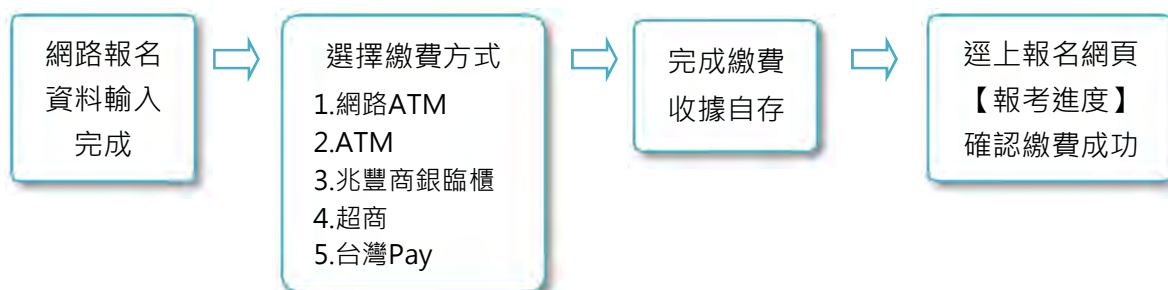 網路報名
資料輸入
完成
選擇繳費方式
1.網路ATM
2.ATM
3.兆豐商銀臨櫃
4.超商
5.台灣Pay
完成繳費
收據自存
逕上報名網頁
【報考進度】
確認繳費成功